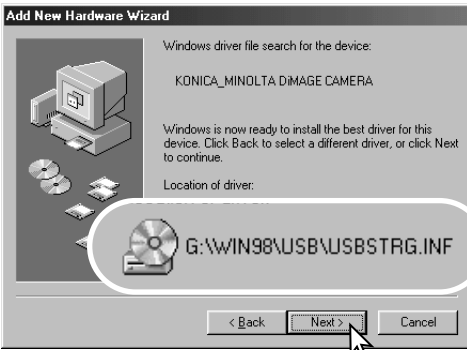 Add New Hardware Wizard
Windows driver file search for the device:
KONICA_MINOLTA DiMAGE CAMERA
Windows is now ready to install the best driver for this
device. Click Back to select a different driver, or click Next
to continue.
Location of driver:
G:\WIN98\USB\USBSTRG.INF
< Back
Next >
Cancel